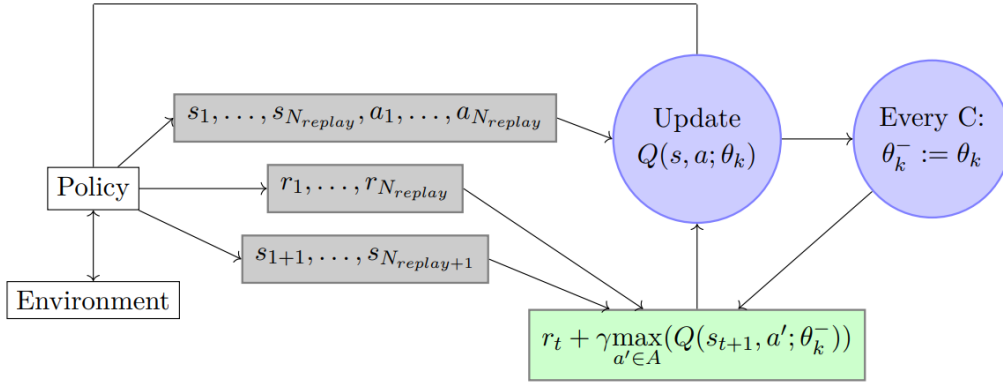 s_1, …, s_{N_{replay}}, a_1, …, a_{N_{replay}}
Update
Q(s, a; θ_k)
Every C:
θ_k^- := θ_k
Policy
r_1, …, r_{N_{replay}}
s_{1+1}, …, s_{N_{replay+1}}
Environment
r_t + γ max_{a'∈A}(Q(s_{t+1}, a'; θ_k^-))